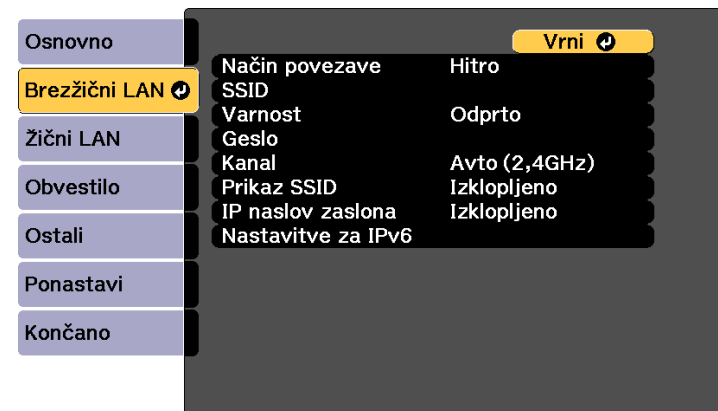 Osnovno
Brezžični LAN
Žični LAN
Obvestilo
Ostali
Ponastavi
Končano
Vrni
Način povezave Hitro
SSID
Varnost Odprto
Geslo
Kanal Avto (2,4GHz)
Prikaz SSID Izklopljeno
IP naslov zaslona Izklopljeno
Nastavitve za IPv6